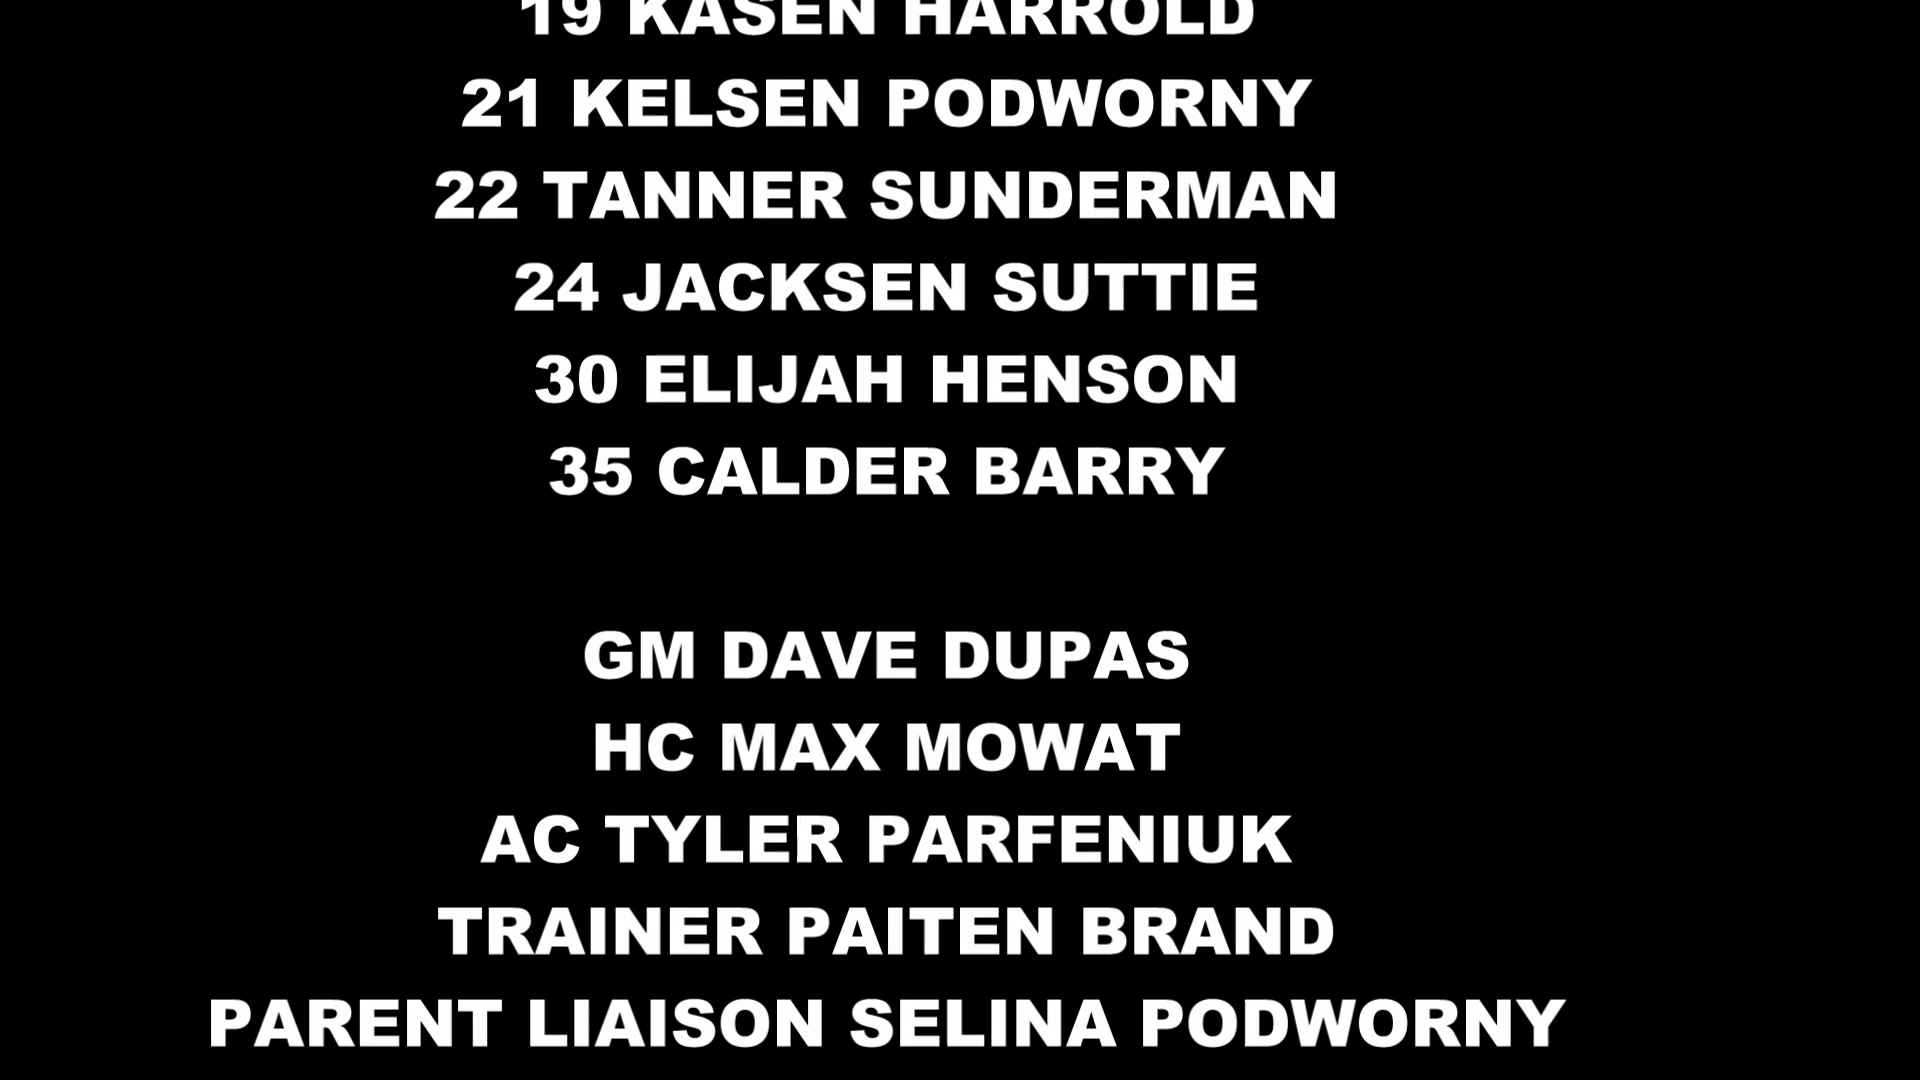 19 KASEN HARROLD
21 KELSEN PODWORNY
22 TANNER SUNDERMAN
24 JACKSEN SUTTIE
30 ELIJAH HENSON
35 CALDER BARRY
GM DAVE DUPAS
HC MAX MOWAT
AC TYLER PARFENIUK
TRAINER PAITEN BRAND
PARENT LIAISON SELINA PODWORNY